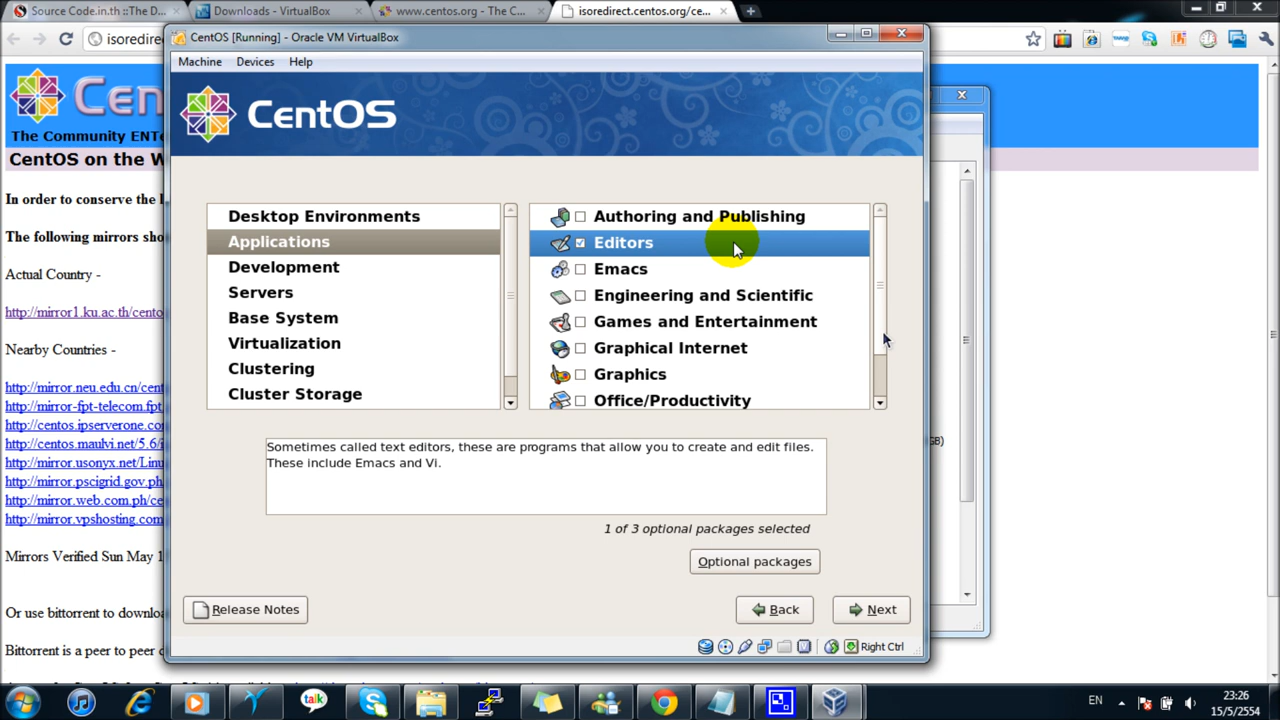 Source Code.in.th ::The D...
Downloads - VirtualBox
www.centos.org - The C...
isoredirect.centos.org/ce...
isoredirec
CentOS [Running] - Oracle VM VirtualBox
Machine Devices Help
Cen
CentOS
The Community ENT
CentOS on the W
In order to conserve the l
The following mirrors sho
Actual Country -
http://mirror1.ku.ac.th/cento
Nearby Countries -
http://mirror.neu.edu.cn/cent
http://mirror-fpt-telecom.fpt.
http://centos.ipserverone.co
http://centos.maulvi.net/5.6/i
http://mirror.usonyx.net/Linu
http://mirror.pscigrid.gov.ph
http://mirror.web.com.ph/ce
http://mirror.vpshosting.com
Mirrors Verified Sun May 1
Or use bittorrent to downloa
Bittorrent is a peer to peer c
Desktop Environments
Applications
Development
Servers
Base System
Virtualization
Clustering
Cluster Storage
Authoring and Publishing
Editors
Emacs
Engineering and Scientific
Games and Entertainment
Graphical Internet
Graphics
Office/Productivity
GB)
Sometimes called text editors, these are programs that allow you to create and edit files.
These include Emacs and Vi.
1 of 3 optional packages selected
Optional packages
Release Notes
Back
Next
Right Ctrl
talk
EN
23:26
15/5/2554